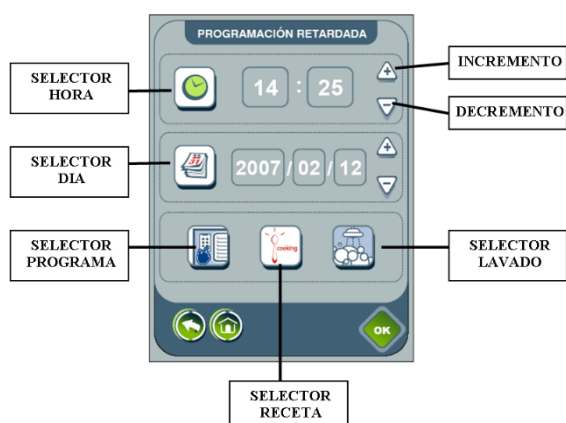 PROGRAMACIÓN RETARDADA
INCREMENTO
SELECTOR
HORA
14 : 25
DECREMENTO
SELECTOR
DIA
31
2007 / 02 / 12
SELECTOR
PROGRAMA
cooking
SELECTOR
LAVADO
OK
SELECTOR
RECETA